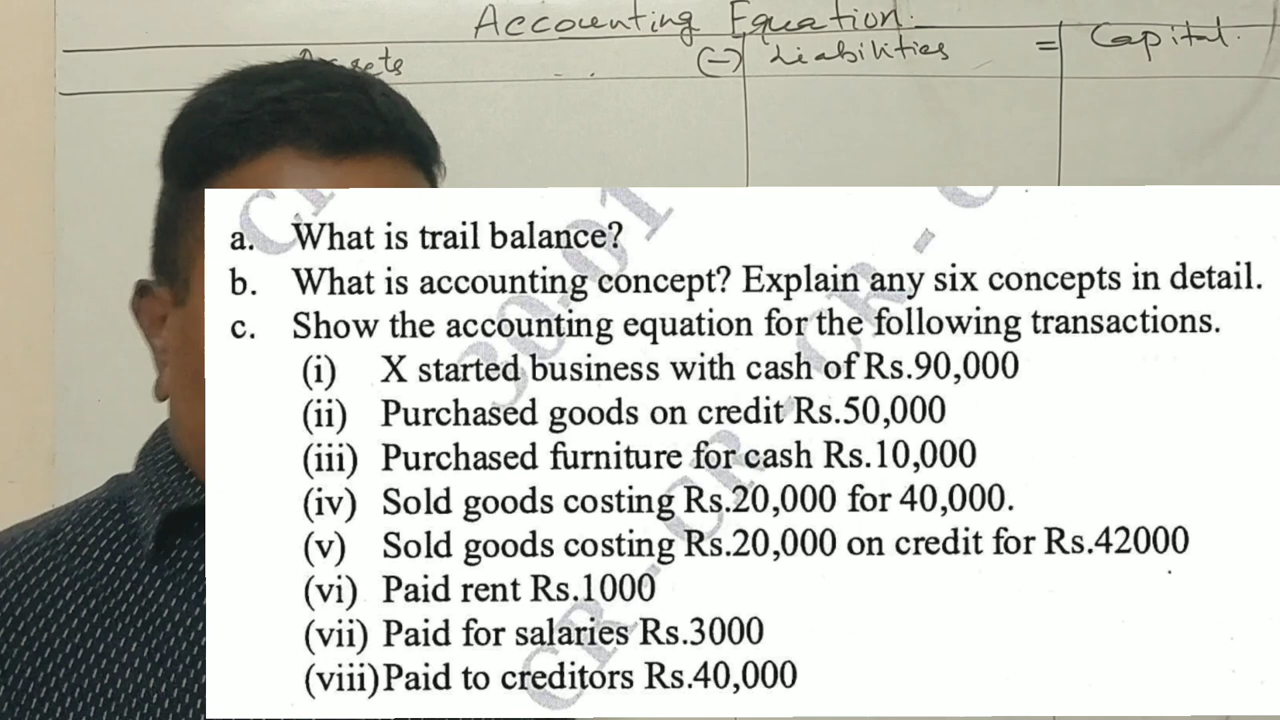 Accounting Equation.
Assets (-) Liabilities = Capital.
a. What is trail balance?
b. What is accounting concept? Explain any six concepts in detail.
c. Show the accounting equation for the following transactions.
(i) X started business with cash of Rs.90,000
(ii) Purchased goods on credit Rs.50,000
(iii) Purchased furniture for cash Rs.10,000
(iv) Sold goods costing Rs.20,000 for 40,000.
(v) Sold goods costing Rs.20,000 on credit for Rs.42000
(vi) Paid rent Rs.1000
(vii) Paid for salaries Rs.3000
(viii) Paid to creditors Rs.40,000